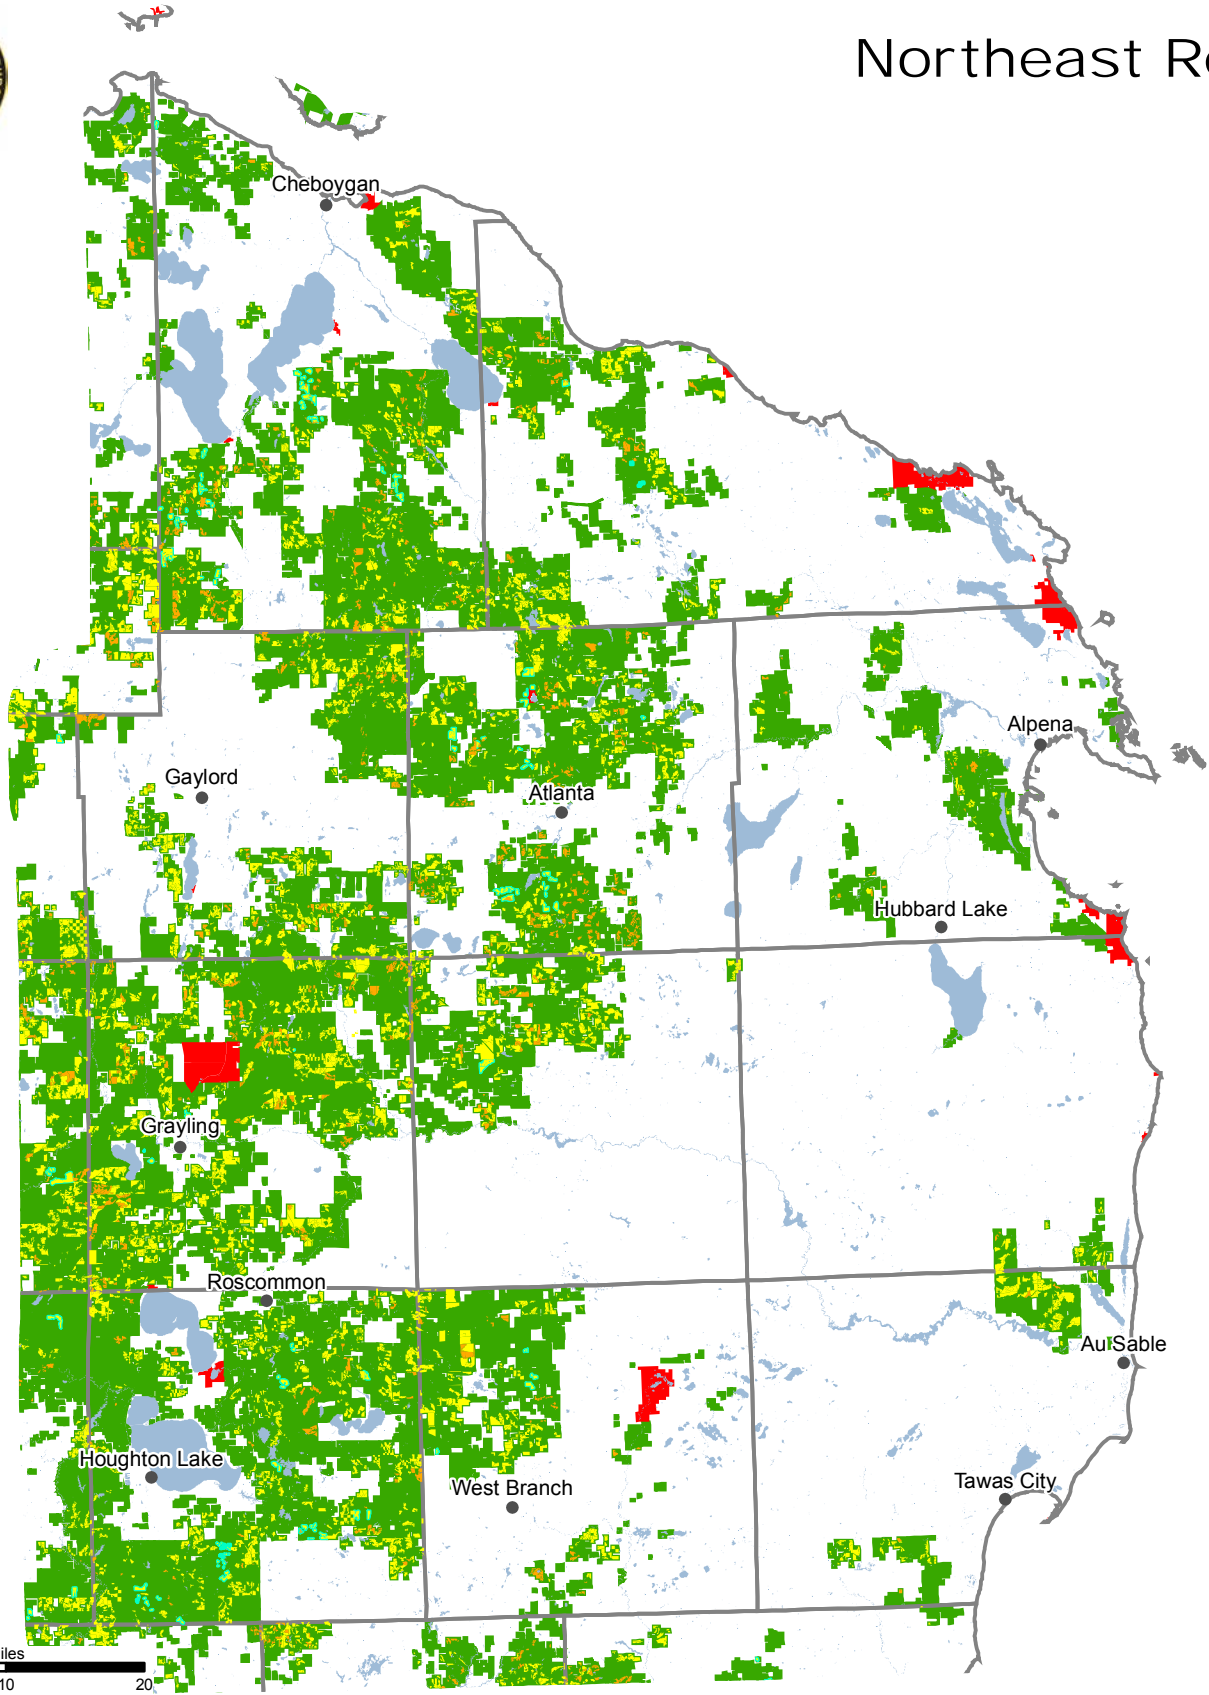 Northeast
Cheboygan
Alpena
Gaylord
Atlanta
Hubbard Lake
Grayling
Roscommon
Au Sable
Houghton Lake
West Branch
Tawas City
iles
10
20